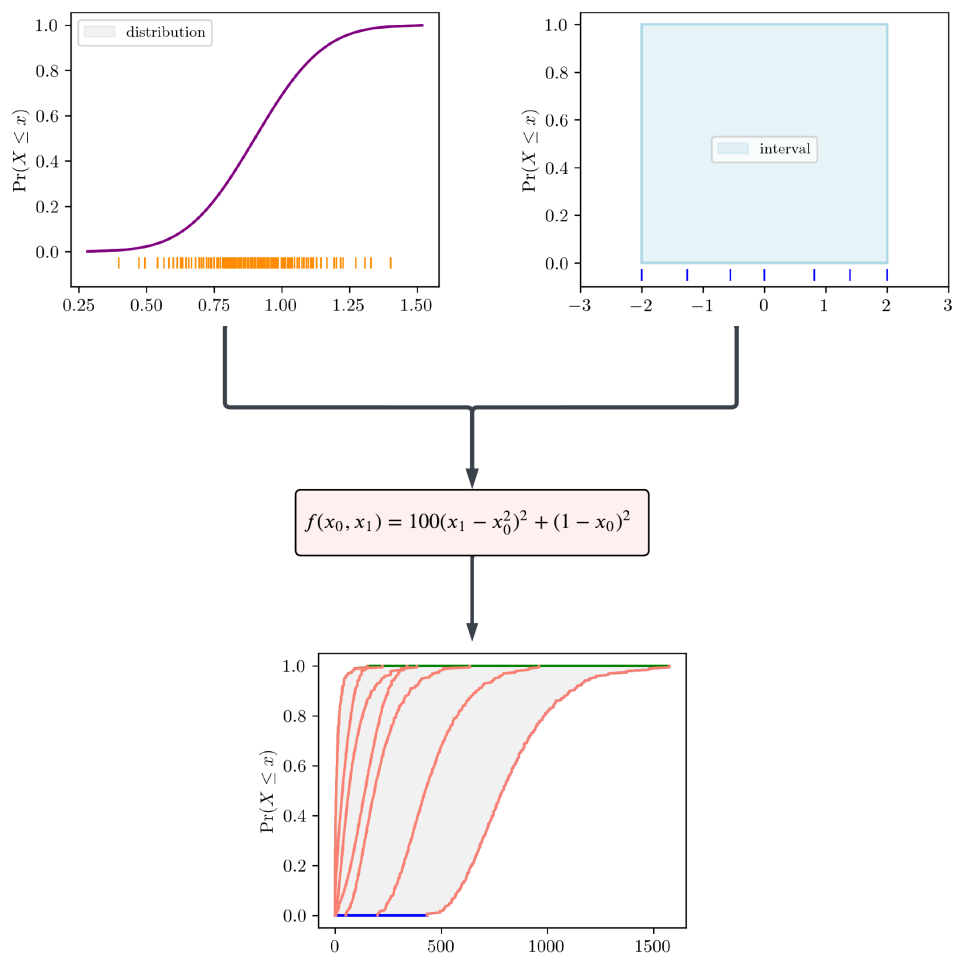 distribution
Pr(X ≤ x)
1.0
0.8
0.6
0.4
0.2
0.0
0.25 0.50 0.75 1.00 1.25 1.50
interval
Pr(X ≤ x)
1.0
0.8
0.6
0.4
0.2
0.0
−3 −2 −1 0 1 2 3
f(x₀, x₁) = 100(x₁ − x₀²)² + (1 − x₀)²
Pr(X ≤ x)
1.0
0.8
0.6
0.4
0.2
0.0
0 500 1000 1500